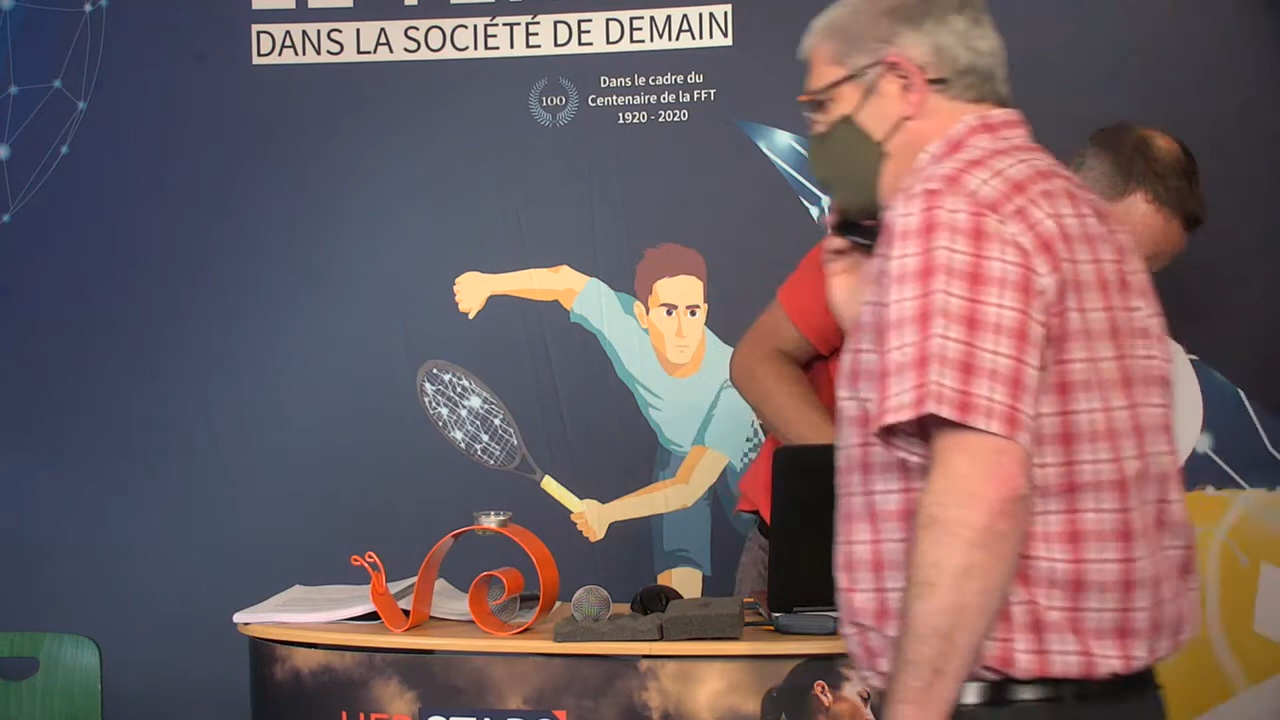 DANS LA SOCIÉTÉ DE DEMAIN
100
Dans le cadre du
Centenaire de la FFT
1920 - 2020